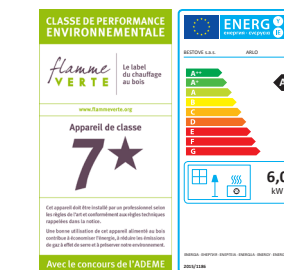 CLASSE DE PERFORMANCE
ENVIRONNEMENTALE
flamme
VERTE
Le label
du chauffage
au bois
www.flammeverte.org
Appareil de classe
7★
Cet appareil doit être installé par un professionnel selon
les règles de l'art et conformément aux règles techniques
rappelées dans la notice.
Une bonne utilisation de cet appareil alimenté au bois
contribue à économiser l'énergie, à réduire les émissions
de gaz à effet de serre et à préserver notre environnement.
Avec le concours de l'ADEME
ENERG Y IE
енергия · ενεργεια
BESTOVE s.a.s. ARLO
A++
A+
A
B
C
D
E
F
G
6,0
kW
2015/1186